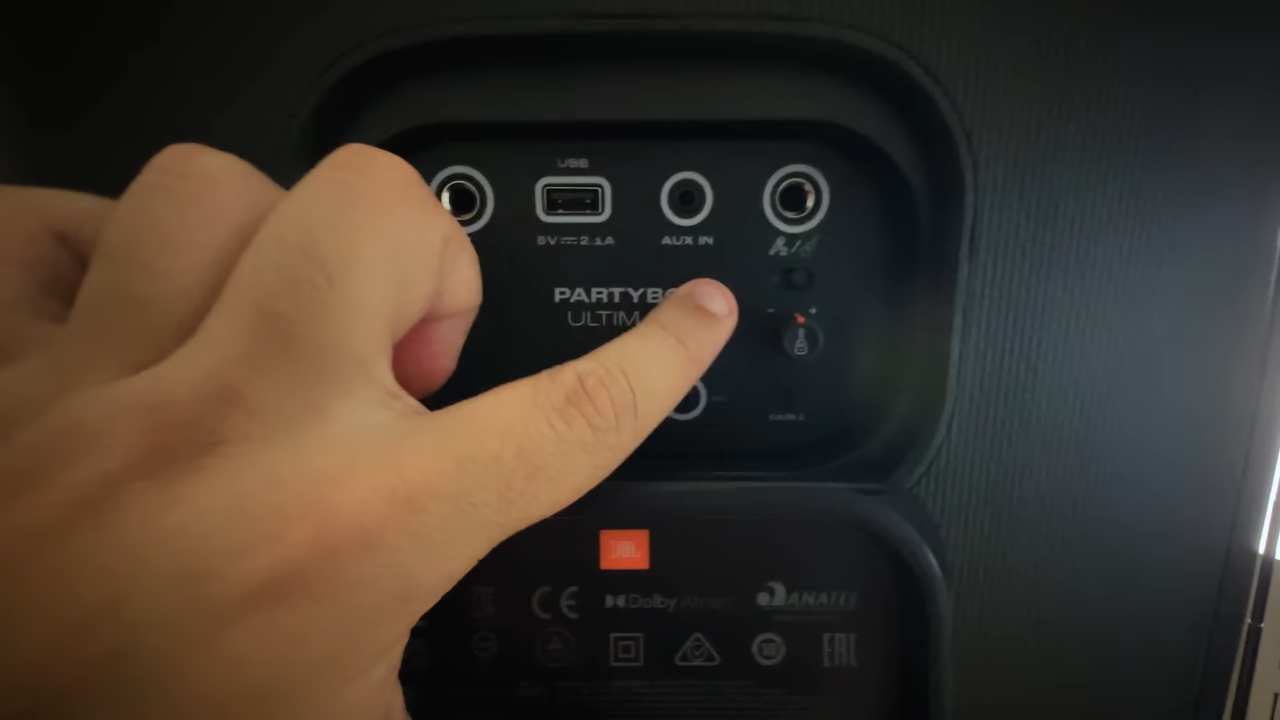 USB
5V⎓2.1A
AUX IN
PARTYBO
ULTIM
- +
JBL
CE
Dolby Atmos
ANATEL
EAC